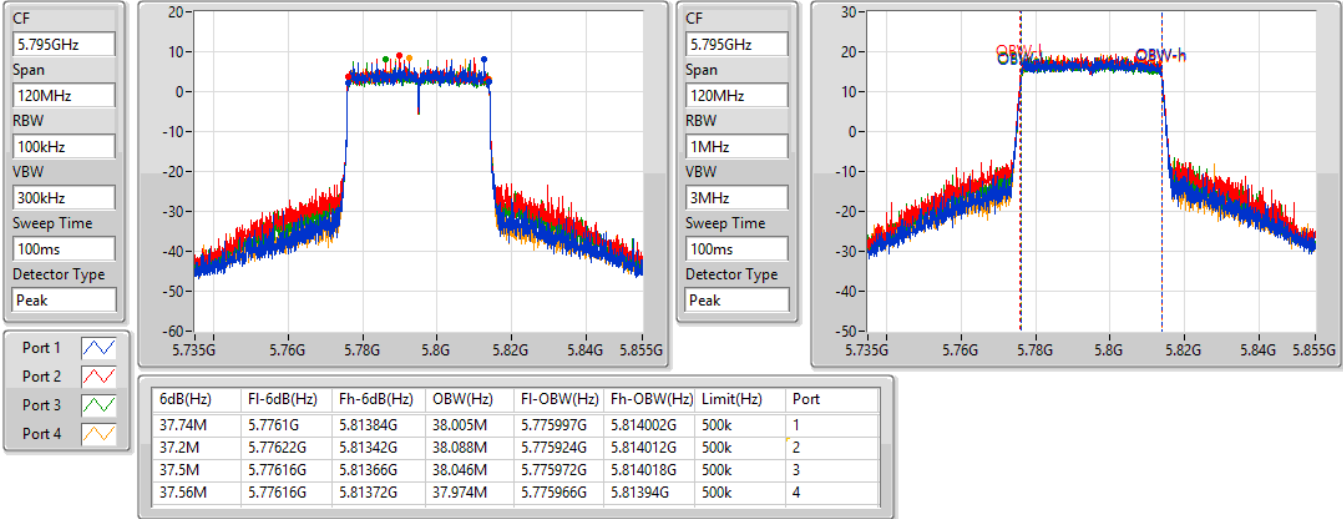 CF
5.795GHz
Span
120MHz
RBW
100kHz
VBW
300kHz
Sweep Time
100ms
Detector Type
Peak
Port 1
Port 2
Port 3
Port 4
20
10
0
-10
-20
-30
-40
-50
-60
5.735G 5.76G 5.78G 5.8G 5.82G 5.84G 5.855G
CF
5.795GHz
Span
120MHz
RBW
1MHz
VBW
3MHz
Sweep Time
100ms
Detector Type
Peak
30
20
10
0
-10
-20
-30
-40
-50
OBW-l OBW-h
5.735G 5.76G 5.78G 5.8G 5.82G 5.84G 5.855G
6dB(Hz) Fl-6dB(Hz) Fh-6dB(Hz) OBW(Hz) Fl-OBW(Hz) Fh-OBW(Hz) Limit(Hz) Port
37.74M 5.7761G 5.81384G 38.005M 5.775997G 5.814002G 500k 1
37.2M 5.77622G 5.81342G 38.088M 5.775924G 5.814012G 500k 2
37.5M 5.77616G 5.81366G 38.046M 5.775972G 5.814018G 500k 3
37.56M 5.77616G 5.81372G 37.974M 5.775966G 5.81394G 500k 4